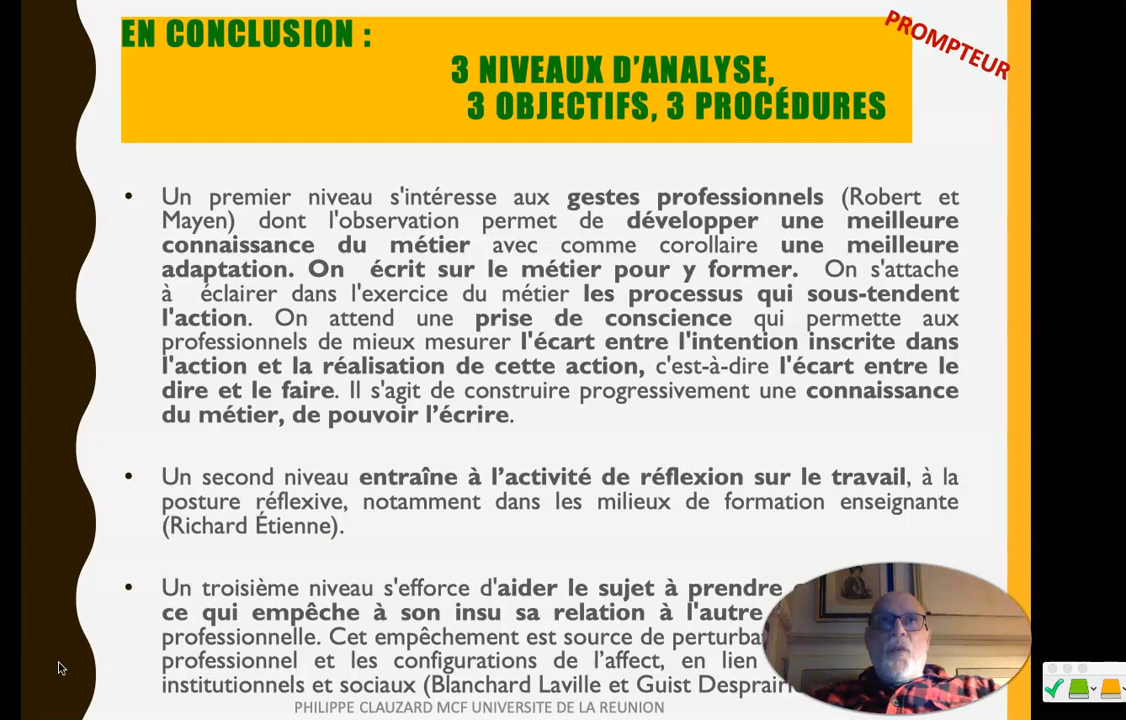 EN CONCLUSION :
PROMPTEUR
3 NIVEAUX D'ANALYSE,
3 OBJECTIFS, 3 PROCÉDURES
• Un premier niveau s'intéresse aux gestes professionnels (Robert et
Mayen) dont l'observation permet de développer une meilleure
connaissance du métier avec comme corollaire une meilleure
adaptation. On écrit sur le métier pour y former. On s'attache
à éclairer dans l'exercice du métier les processus qui sous-tendent
l'action. On attend une prise de conscience qui permette aux
professionnels de mieux mesurer l'écart entre l'intention inscrite dans
l'action et la réalisation de cette action, c'est-à-dire l'écart entre le
dire et le faire. Il s'agit de construire progressivement une connaissance
du métier, de pouvoir l'écrire.
• Un second niveau entraîne à l'activité de réflexion sur le travail, à la
posture réflexive, notamment dans les milieux de formation enseignante
(Richard Étienne).
• Un troisième niveau s'efforce d'aider le sujet à prendre
ce qui empêche à son insu sa relation à l'autre
professionnelle. Cet empêchement est source de
professionnel et les configurations de l'affect, en lien
institutionnels et sociaux (Blanchard Laville et Guist
PHILIPPE CLAUZARD MCF UNIVERSITE DE LA REUNION